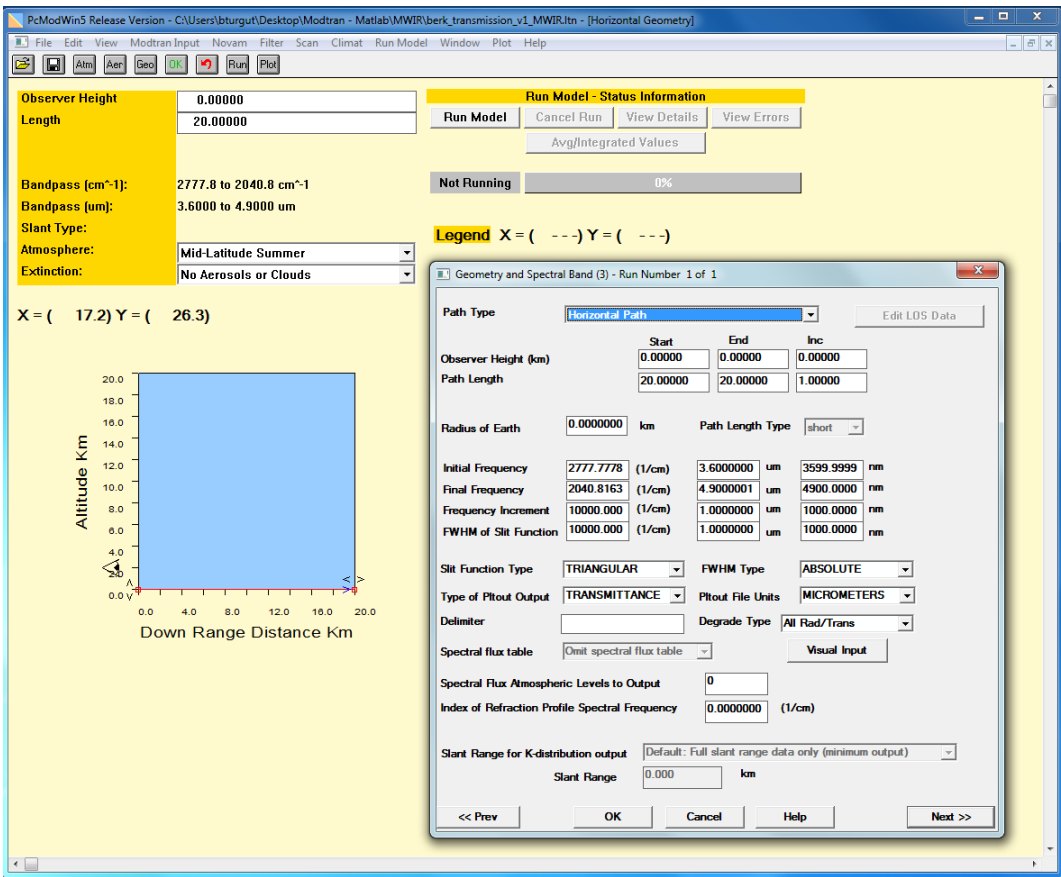 PcModWin5 Release Version - C:\Users\bturgut\Desktop\Modtran - Matlab\MWIR\berk_transmission_v1_MWIR.ltn - [Horizontal Geometry]
File Edit View Modtran Input Novam Filter Scan Climat Run Model Window Plot Help
Atm Aer Geo OK Run Plot
Observer Height 0.00000
Length 20.00000
Bandpass (cm^-1): 2777.8 to 2040.8 cm^-1
Bandpass (um): 3.6000 to 4.9000 um
Slant Type:
Atmosphere: Mid-Latitude Summer
Extinction: No Aerosols or Clouds
Run Model - Status Information
Run Model Cancel Run View Details View Errors
Avg/Integrated Values
Not Running 0%
Legend X = ( - - -) Y = ( - - -)
X = ( 17.2) Y = ( 26.3)
Altitude Km
20.0
18.0
16.0
14.0
12.0
10.0
8.0
6.0
4.0
2.0
0.0
0.0 4.0 8.0 12.0 16.0 20.0
Down Range Distance Km
Geometry and Spectral Band (3) - Run Number 1 of 1
Path Type Horizontal Path Edit LOS Data
Start End Inc
Observer Height (km) 0.00000 0.00000 0.00000
Path Length 20.00000 20.00000 1.00000
Radius of Earth 0.0000000 km Path Length Type short
Initial Frequency 2777.7778 (1/cm) 3.6000000 um 3599.9999 nm
Final Frequency 2040.8163 (1/cm) 4.9000001 um 4900.0000 nm
Frequency Increment 10000.000 (1/cm) 1.0000000 um 1000.0000 nm
FWHM of Slit Function 10000.000 (1/cm) 1.0000000 um 1000.0000 nm
Slit Function Type TRIANGULAR FWHM Type ABSOLUTE
Type of Pltout Output TRANSMITTANCE Pltout File Units MICROMETERS
Delimiter Degrade Type All Rad/Trans
Spectral flux table Omit spectral flux table Visual Input
Spectral Flux Atmospheric Levels to Output 0
Index of Refraction Profile Spectral Frequency 0.0000000 (1/cm)
Slant Range for K-distribution output Default: Full slant range data only (minimum output)
Slant Range 0.000 km
<< Prev OK Cancel Help Next >>